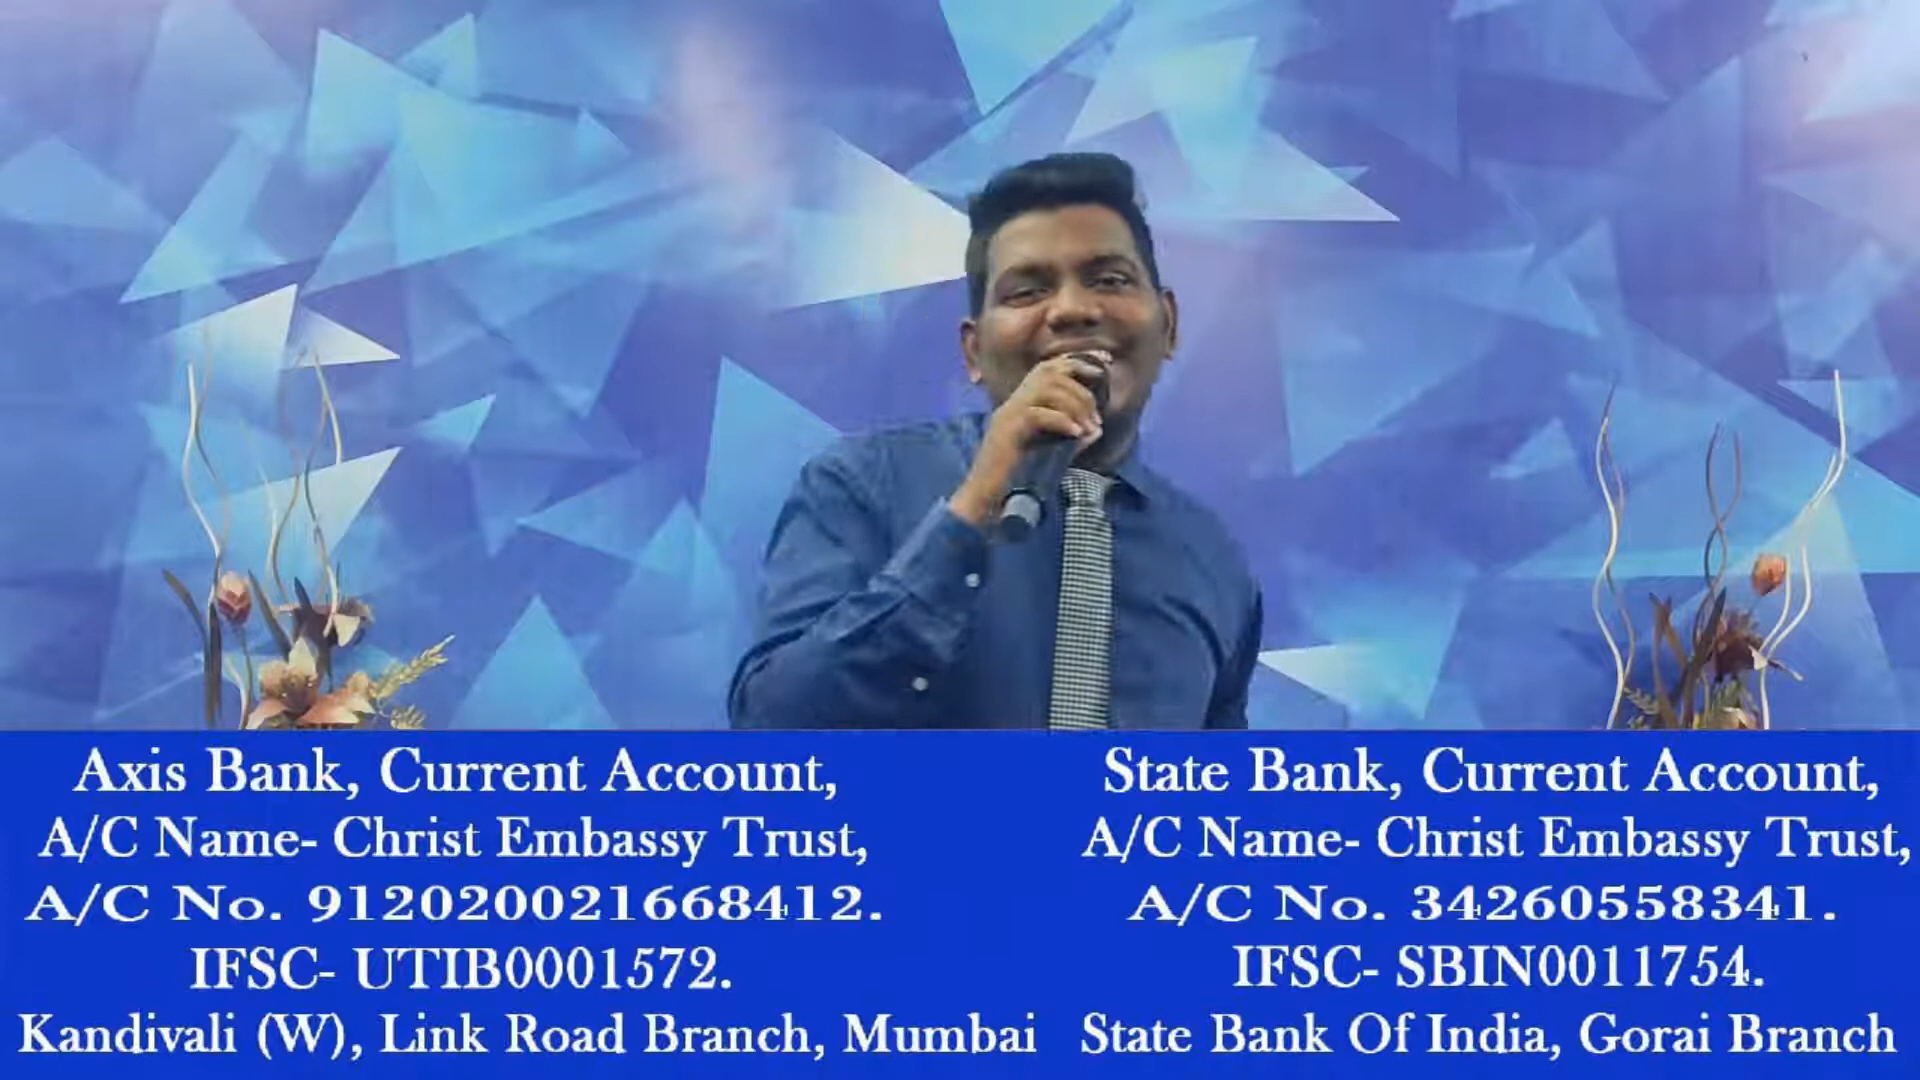 Axis Bank, Current Account,
A/C Name- Christ Embassy Trust,
A/C No. 912020021668412.
IFSC- UTIB0001572.
Kandivali (W), Link Road Branch, Mumbai
State Bank, Current Account,
A/C Name- Christ Embassy Trust,
A/C No. 34260558341.
IFSC- SBIN0011754.
State Bank Of India, Gorai Branch